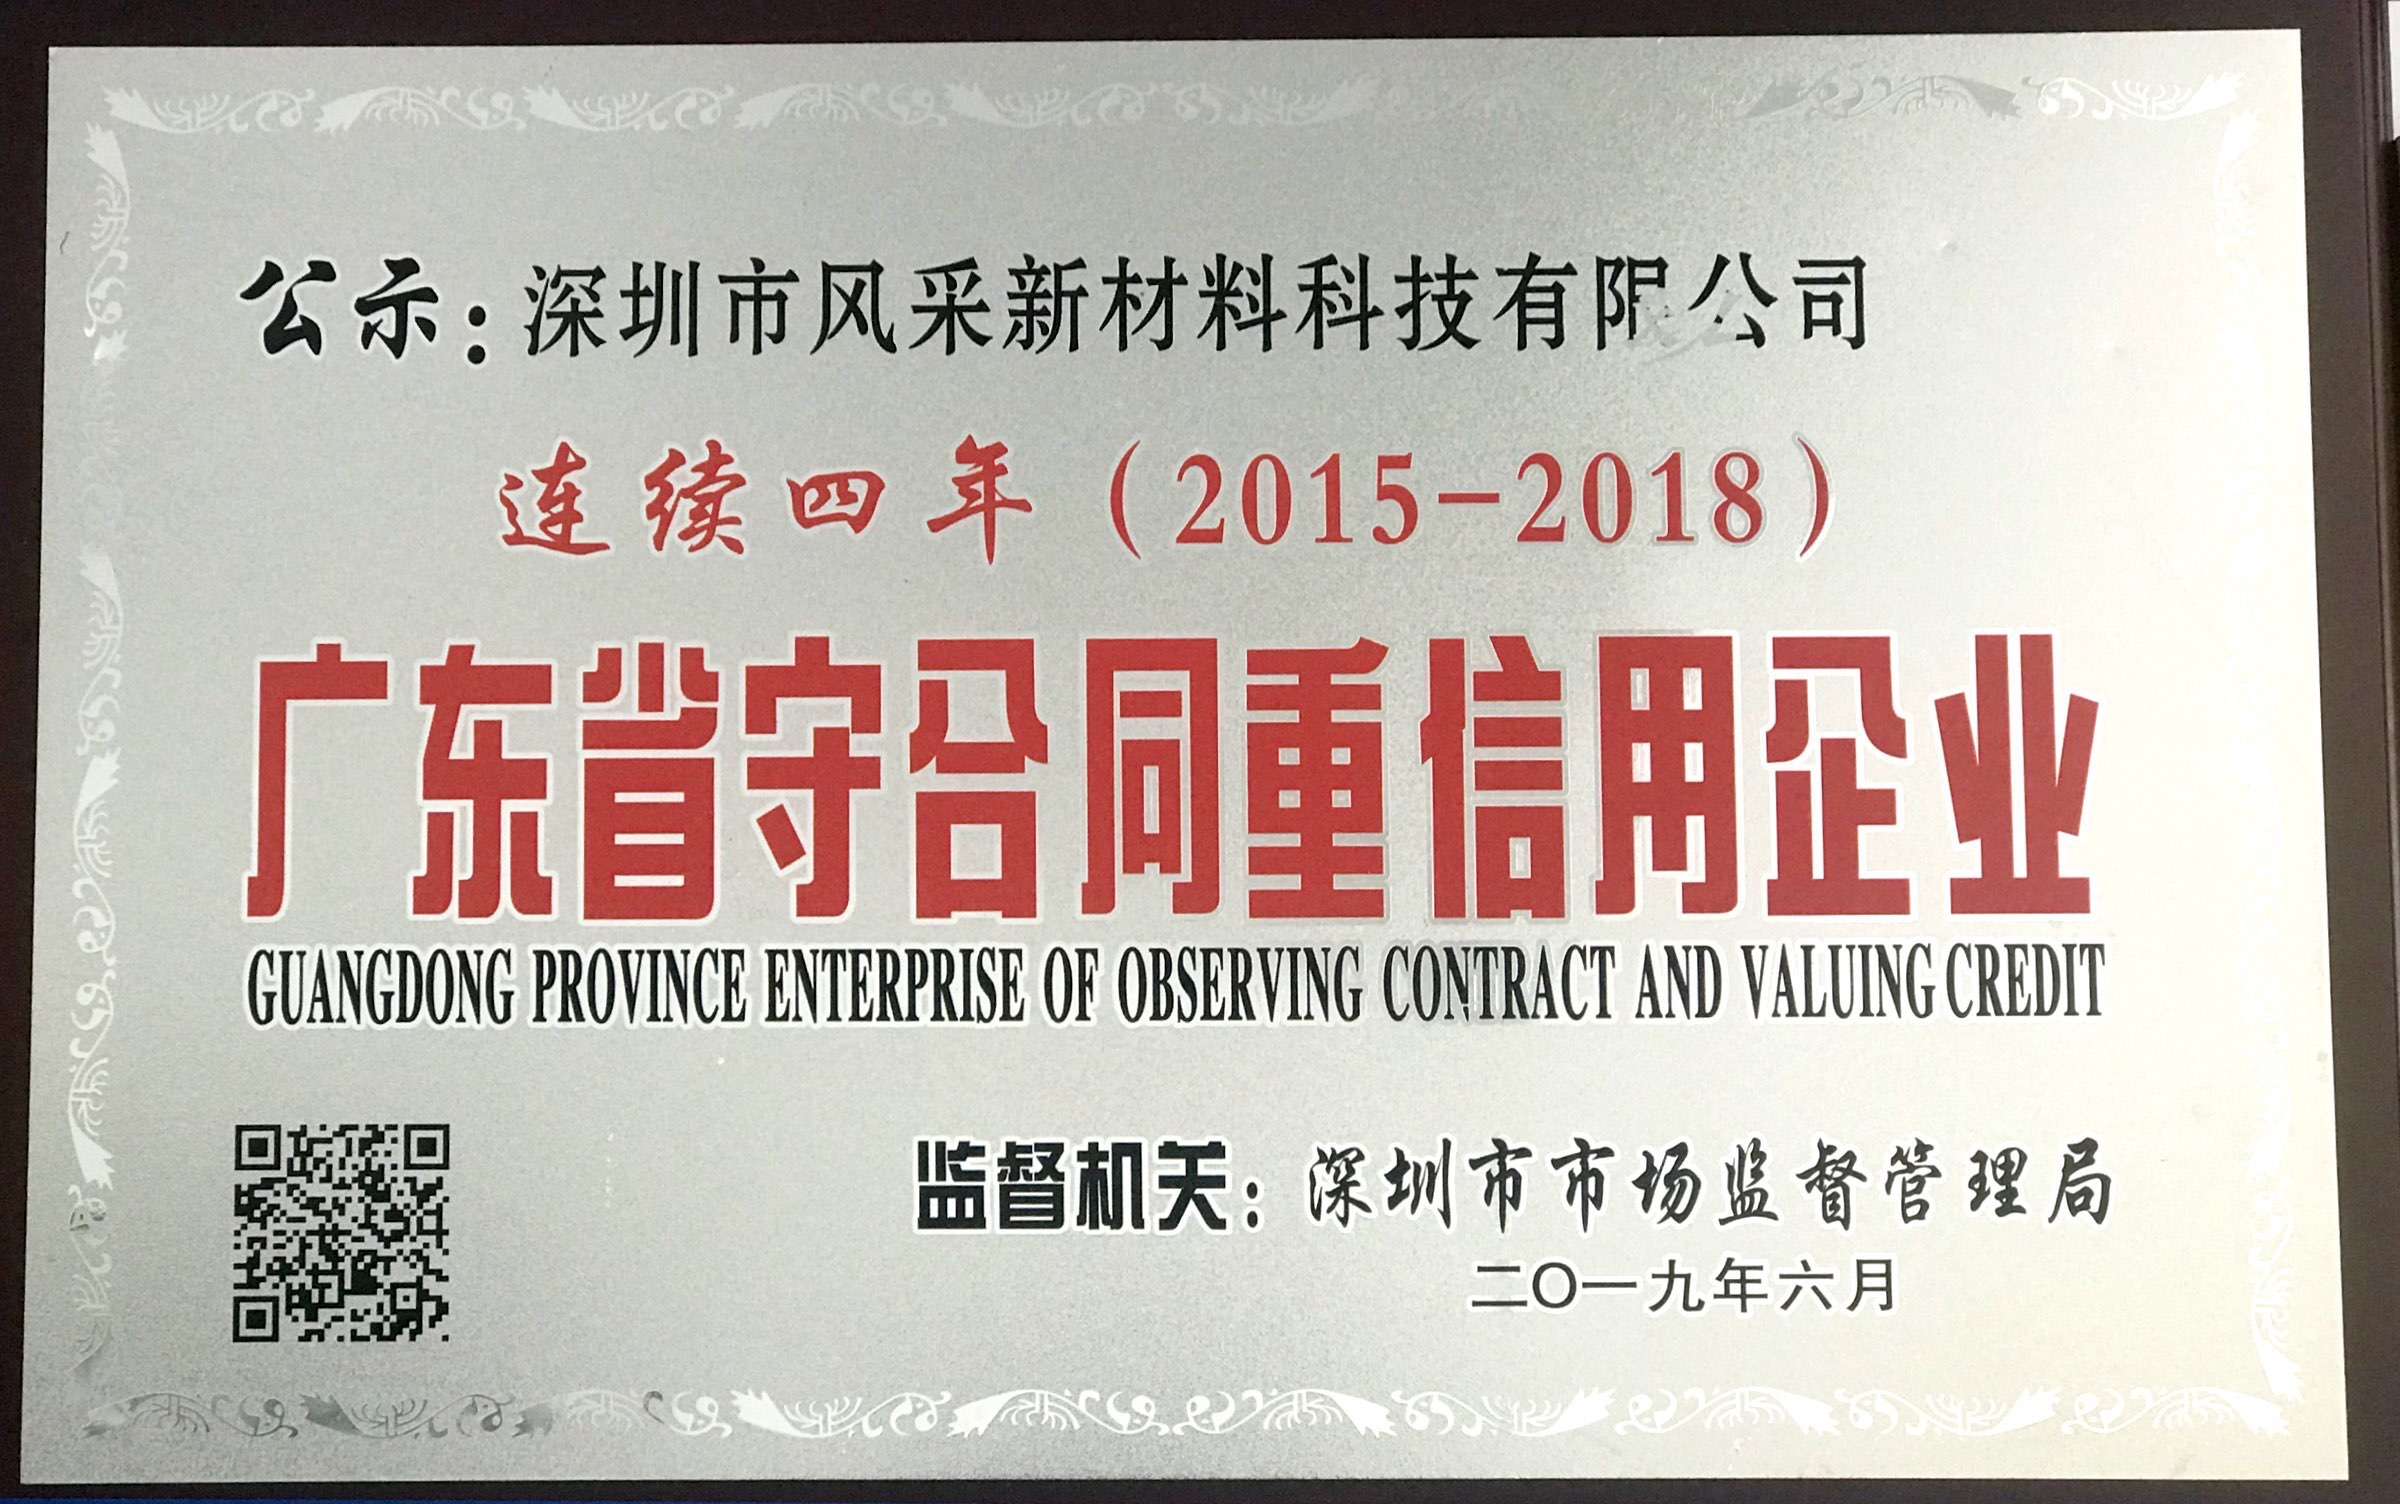 公示：深圳市风采新材料科技有限公司
连续四年（2015-2018）
广东省守合同重信用企业
GUANGDONG PROVINCE ENTERPRISE OF OBSERVING CONTRACT AND VALUING CREDIT
监督机关：深圳市市场监督管理局
二〇一九年六月